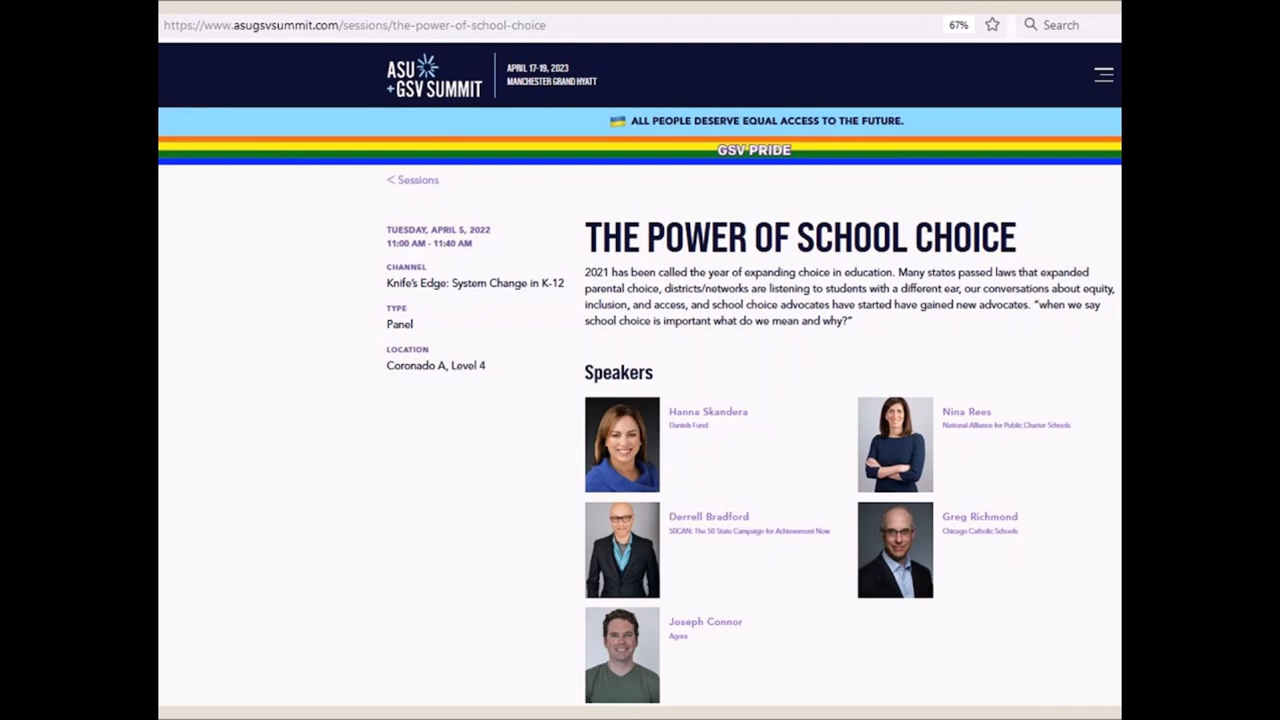 https://www.asugsvsummit.com/sessions/the-power-of-school-choice
67%
Search
ASU
+GSV SUMMIT
APRIL 17-19, 2023
MANCHESTER GRAND HYATT
ALL PEOPLE DESERVE EQUAL ACCESS TO THE FUTURE.
GSV PRIDE
< Sessions
TUESDAY, APRIL 5, 2022
11:00 AM - 11:40 AM
CHANNEL
Knife's Edge: System Change in K-12
TYPE
Panel
LOCATION
Coronado A, Level 4
THE POWER OF SCHOOL CHOICE
2021 has been called the year of expanding choice in education. Many states passed laws that expanded
parental choice, districts/networks are listening to students with a different ear, our conversations about equity,
inclusion, and access, and school choice advocates have started have gained new advocates. “when we say
school choice is important what do we mean and why?”
Speakers
Hanna Skandera
Daniels Fund
Nina Rees
National Alliance for Public Charter Schools
Derrell Bradford
50CAN: The 50 State Campaign for Achievement Now
Greg Richmond
Chicago Catholic Schools
Joseph Connor
Agora